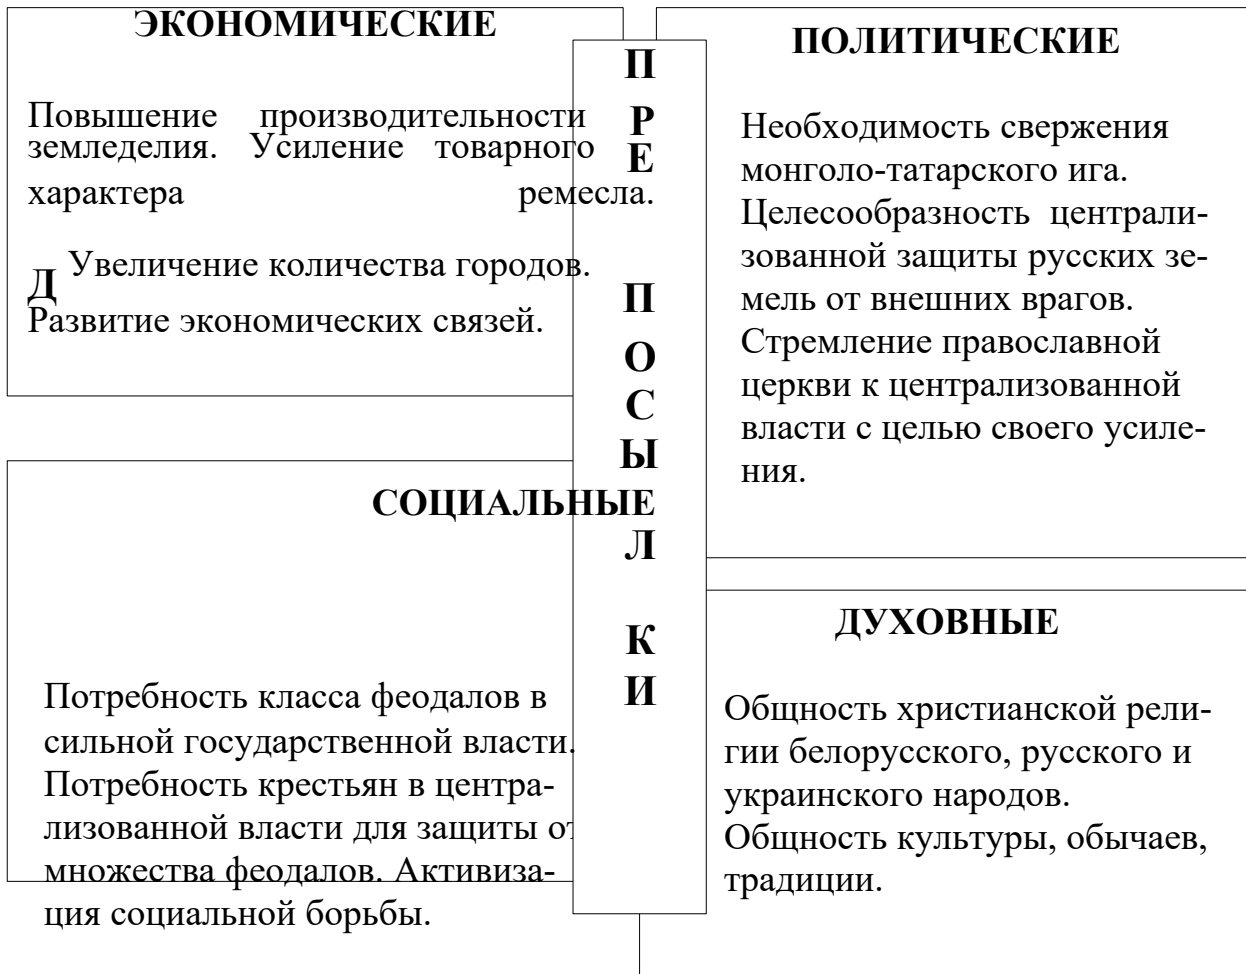 ЭКОНОМИЧЕСКИЕ
Повышение производительности
земледелия. Усиление товарного
характера ремесла.
Увеличение количества городов.
Развитие экономических связей.
П
Р
Е
Д
П
О
С
Ы
Л
К
И
ПОЛИТИЧЕСКИЕ
Необходимость свержения
монголо-татарского ига.
Целесообразность централи-
зованной защиты русских зе-
мель от внешних врагов.
Стремление православной
церкви к централизованной
власти с целью своего усиле-
ния.
СОЦИАЛЬНЫЕ
Потребность класса феодалов в
сильной государственной власти.
Потребность крестьян в центра-
лизованной власти для защиты от
множества феодалов. Активиза-
ция социальной борьбы.
ДУХОВНЫЕ
Общность христианской рели-
гии белорусского, русского и
украинского народов.
Общность культуры, обычаев,
традиции.